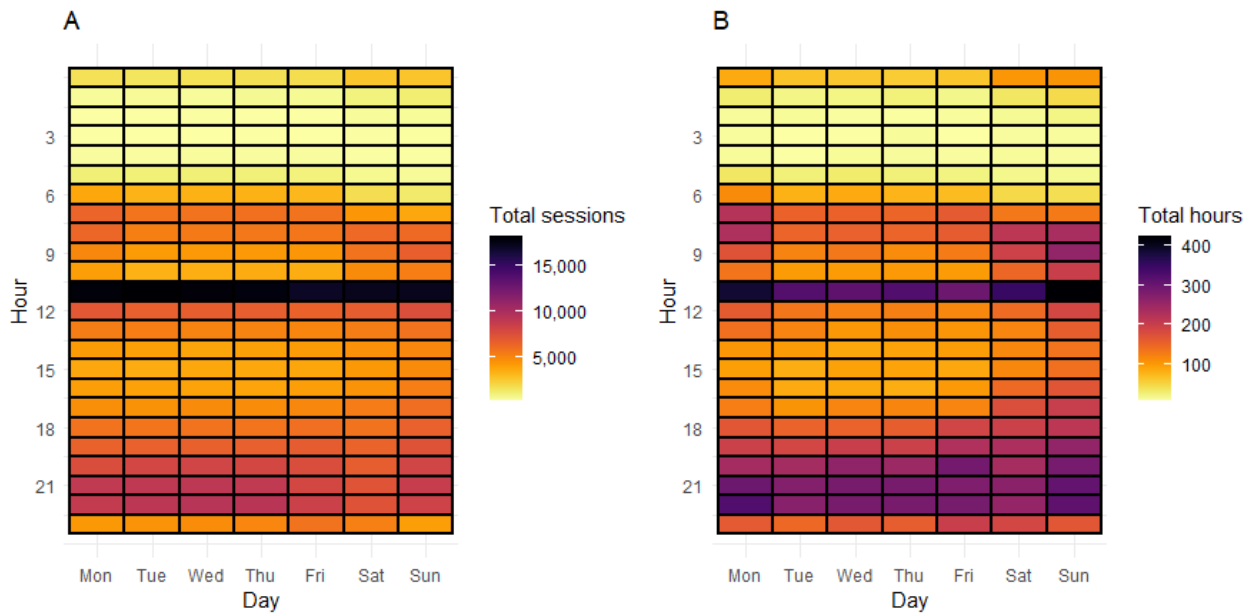 A
Hour
3
6
9
12
15
18
21
Mon Tue Wed Thu Fri Sat Sun
Day
Total sessions
15,000
10,000
5,000
B
Hour
3
6
9
12
15
18
21
Mon Tue Wed Thu Fri Sat Sun
Day
Total hours
400
300
200
100